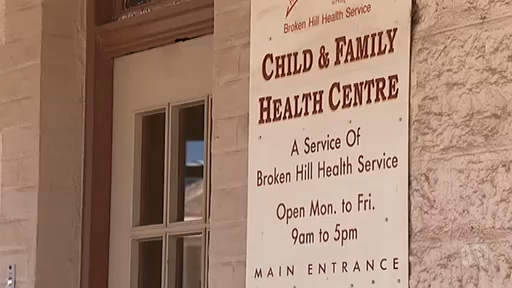 Broken Hill Health Service
CHILD & FAMILY
HEALTH CENTRE
A Service Of
Broken Hill Health Service
Open Mon. to Fri.
9am to 5pm
MAIN ENTRANCE